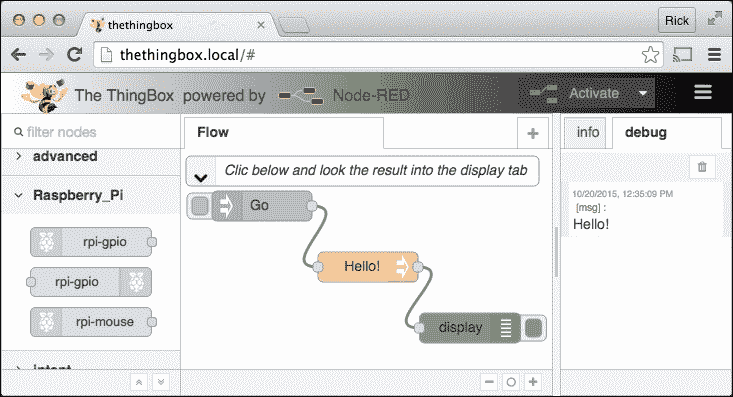 thethingbox
Rick
thethingbox.local/#
The ThingBox powered by Node-RED
Activate
filter nodes
advanced
Raspberry_Pi
rpi-gpio
rpi-gpio
rpi-mouse
Flow
Clic below and look the result into the display tab
Go
Hello!
display
info
debug
10/20/2015, 12:35:09 PM
[msg] :
Hello!